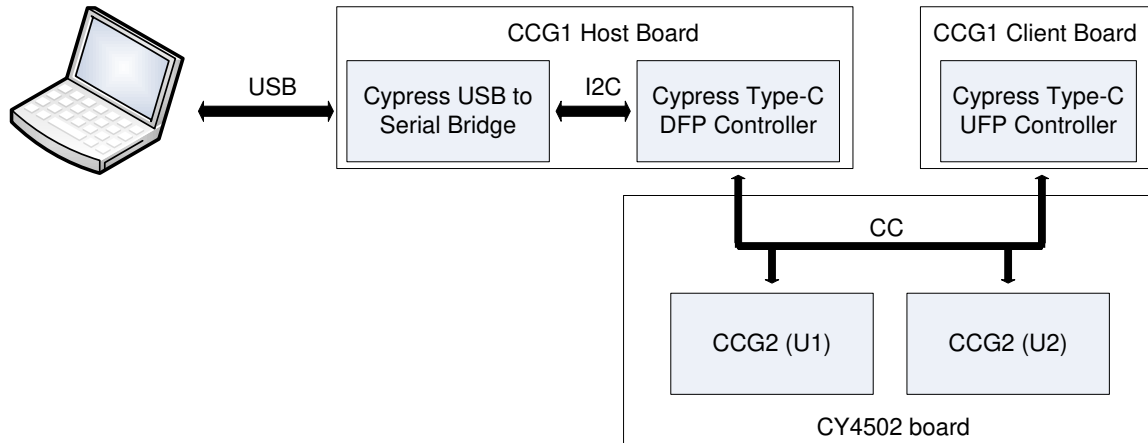 CCG1 Host Board
CCG1 Client Board
USB
Cypress USB to
Serial Bridge
I2C
Cypress Type-C
DFP Controller
Cypress Type-C
UFP Controller
CC
CCG2 (U1)
CCG2 (U2)
CY4502 board